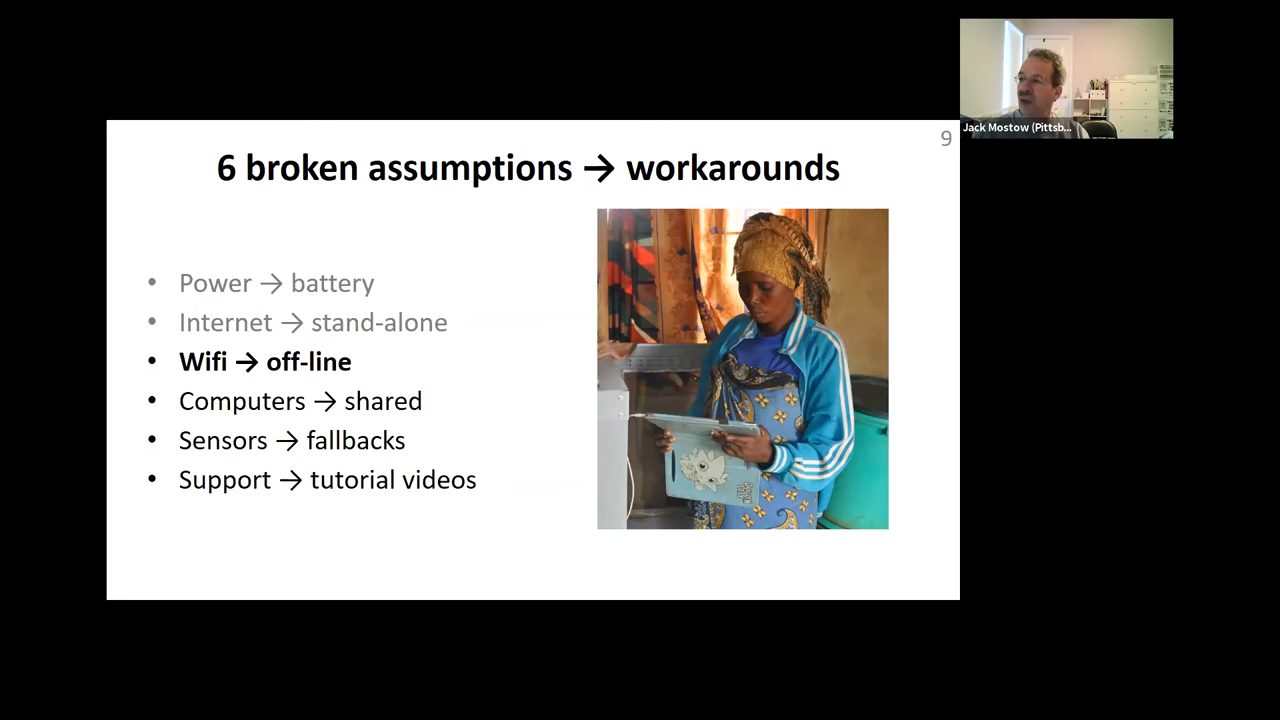 Jack Mostow (Pittsb...
9
6 broken assumptions → workarounds
• Power → battery
• Internet → stand-alone
• Wifi → off-line
• Computers → shared
• Sensors → fallbacks
• Support → tutorial videos